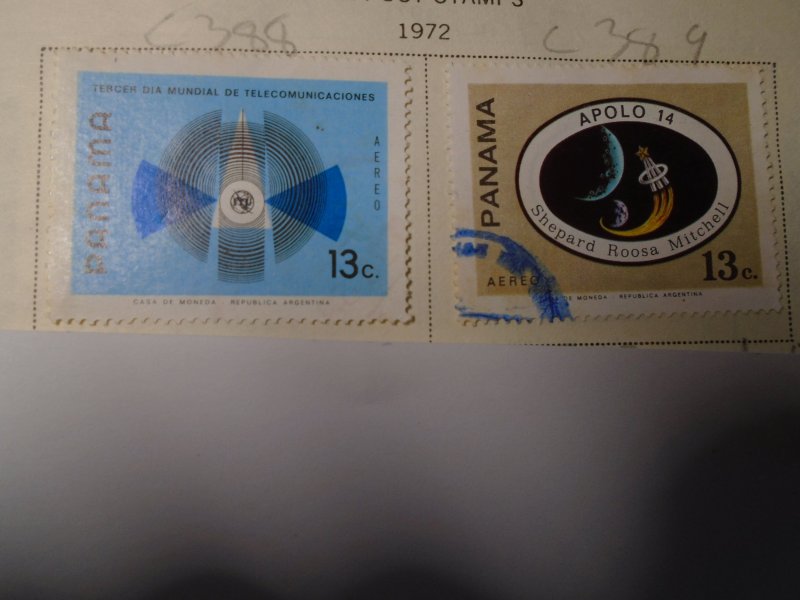 STAMPS
1972
C388
C389
TERCER DIA MUNDIAL DE TELECOMUNICACIONES
PANAMA
AEREO
13c.
CASA DE MONEDA - REPUBLICA ARGENTINA
PANAMA
APOLO 14
Shepard Roosa Mitchell
AEREO
13c.
DE MONEDA - REPUBLICA ARGENTINA